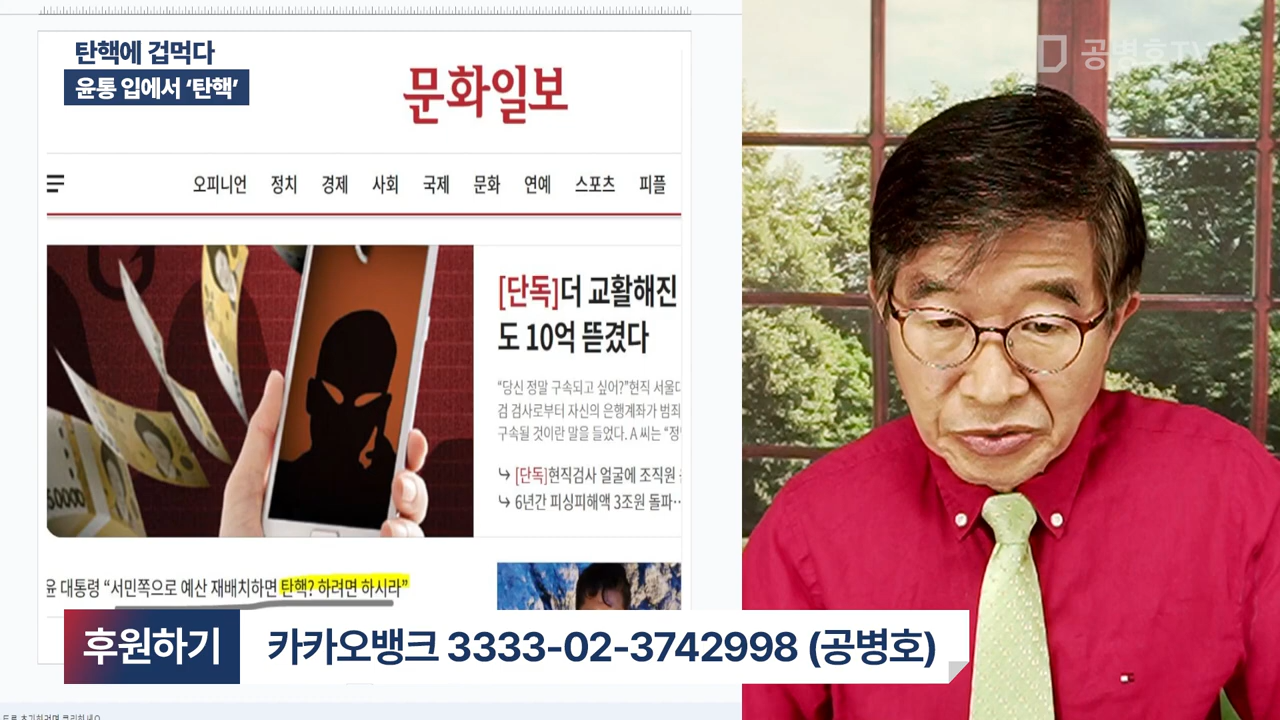 탄핵에 겁먹다
윤통 입에서 ‘탄핵’
공병호TV
문화일보
오피니언 정치 경제 사회 국제 문화 연예 스포츠 피플
[단독]더 교활해진
도 10억 뜯겼다
“당신 정말 구속되고 싶어?”현직 서울대
검 검사로부터 자신의 은행계좌가 범죄
구속될 것이란 말을 들었다. A 씨는 “정
↳ [단독]현직검사 얼굴에 조직원
↳ 6년간 피싱피해액 3조원 돌파…
50000
윤 대통령 “서민쪽으로 예산 재배치하면 탄핵? 하려면 하시라”
후원하기 카카오뱅크 3333-02-3742998 (공병호)